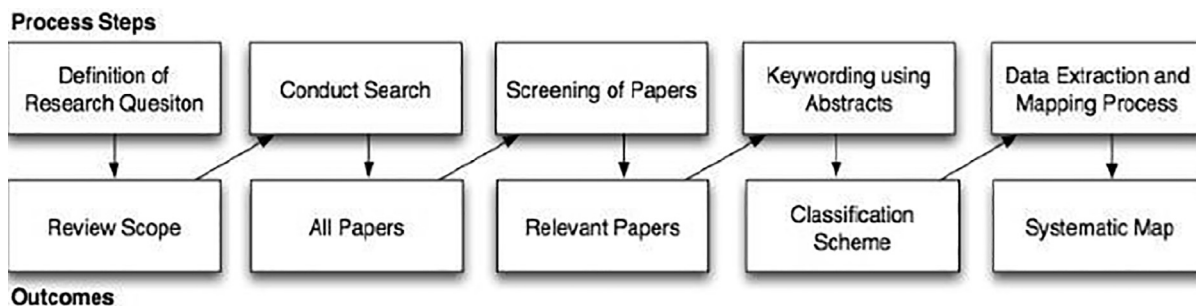 Process Steps
Definition of
Research Quesiton
Conduct Search
Screening of Papers
Keywording using
Abstracts
Data Extraction and
Mapping Process
Review Scope
All Papers
Relevant Papers
Classification
Scheme
Systematic Map
Outcomes